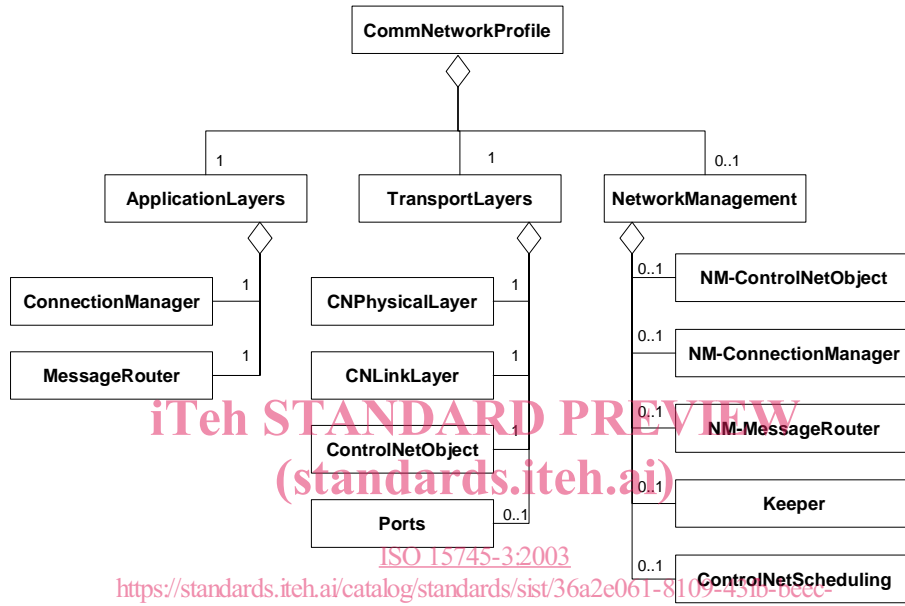 CommNetworkProfile
1
1
0..1
ApplicationLayers
TransportLayers
NetworkManagement
1
ConnectionManager
1
MessageRouter
1
CNPhysicalLayer
1
CNLinkLayer
1
ControlNetObject
0..1
Ports
0..1
NM-ControlNetObject
0..1
NM-ConnectionManager
0..1
NM-MessageRouter
0..1
Keeper
0..1
ControlNetScheduling
iTeh STANDARD PREVIEW
(standards.iteh.ai)
ISO 15745-3:2003
https://standards.iteh.ai/catalog/standards/sist/36a2e061-8109-431b-beec-